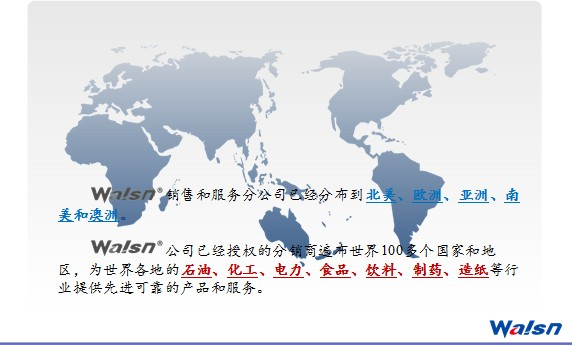 Walsn® 销售和服务分公司已经分布到北美、欧洲、亚洲、南
美和澳洲。
Walsn® 公司已经授权的分销商遍布世界100多个国家和地
区，为世界各地的石油、化工、电力、食品、饮料、制药、造纸等行
业提供先进可靠的产品和服务。
Walsn